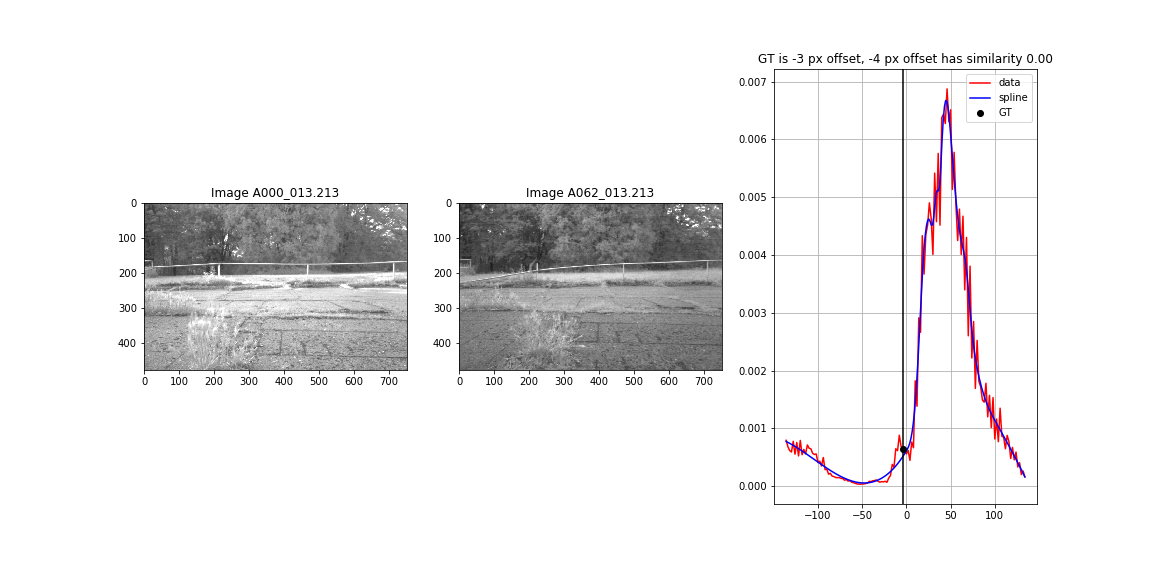 Image A000_013.213
0
100
200
300
400
0 100 200 300 400 500 600 700
Image A062_013.213
0
100
200
300
400
0 100 200 300 400 500 600 700
GT is -3 px offset, -4 px offset has similarity 0.00
data
spline
GT
0.007
0.006
0.005
0.004
0.003
0.002
0.001
0.000
−100 −50 0 50 100